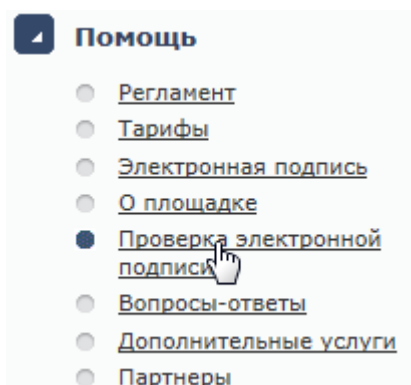 Помощь
Регламент
Тарифы
Электронная подпись
О площадке
Проверка электронной
подписи
Вопросы-ответы
Дополнительные услуги
Партнеры